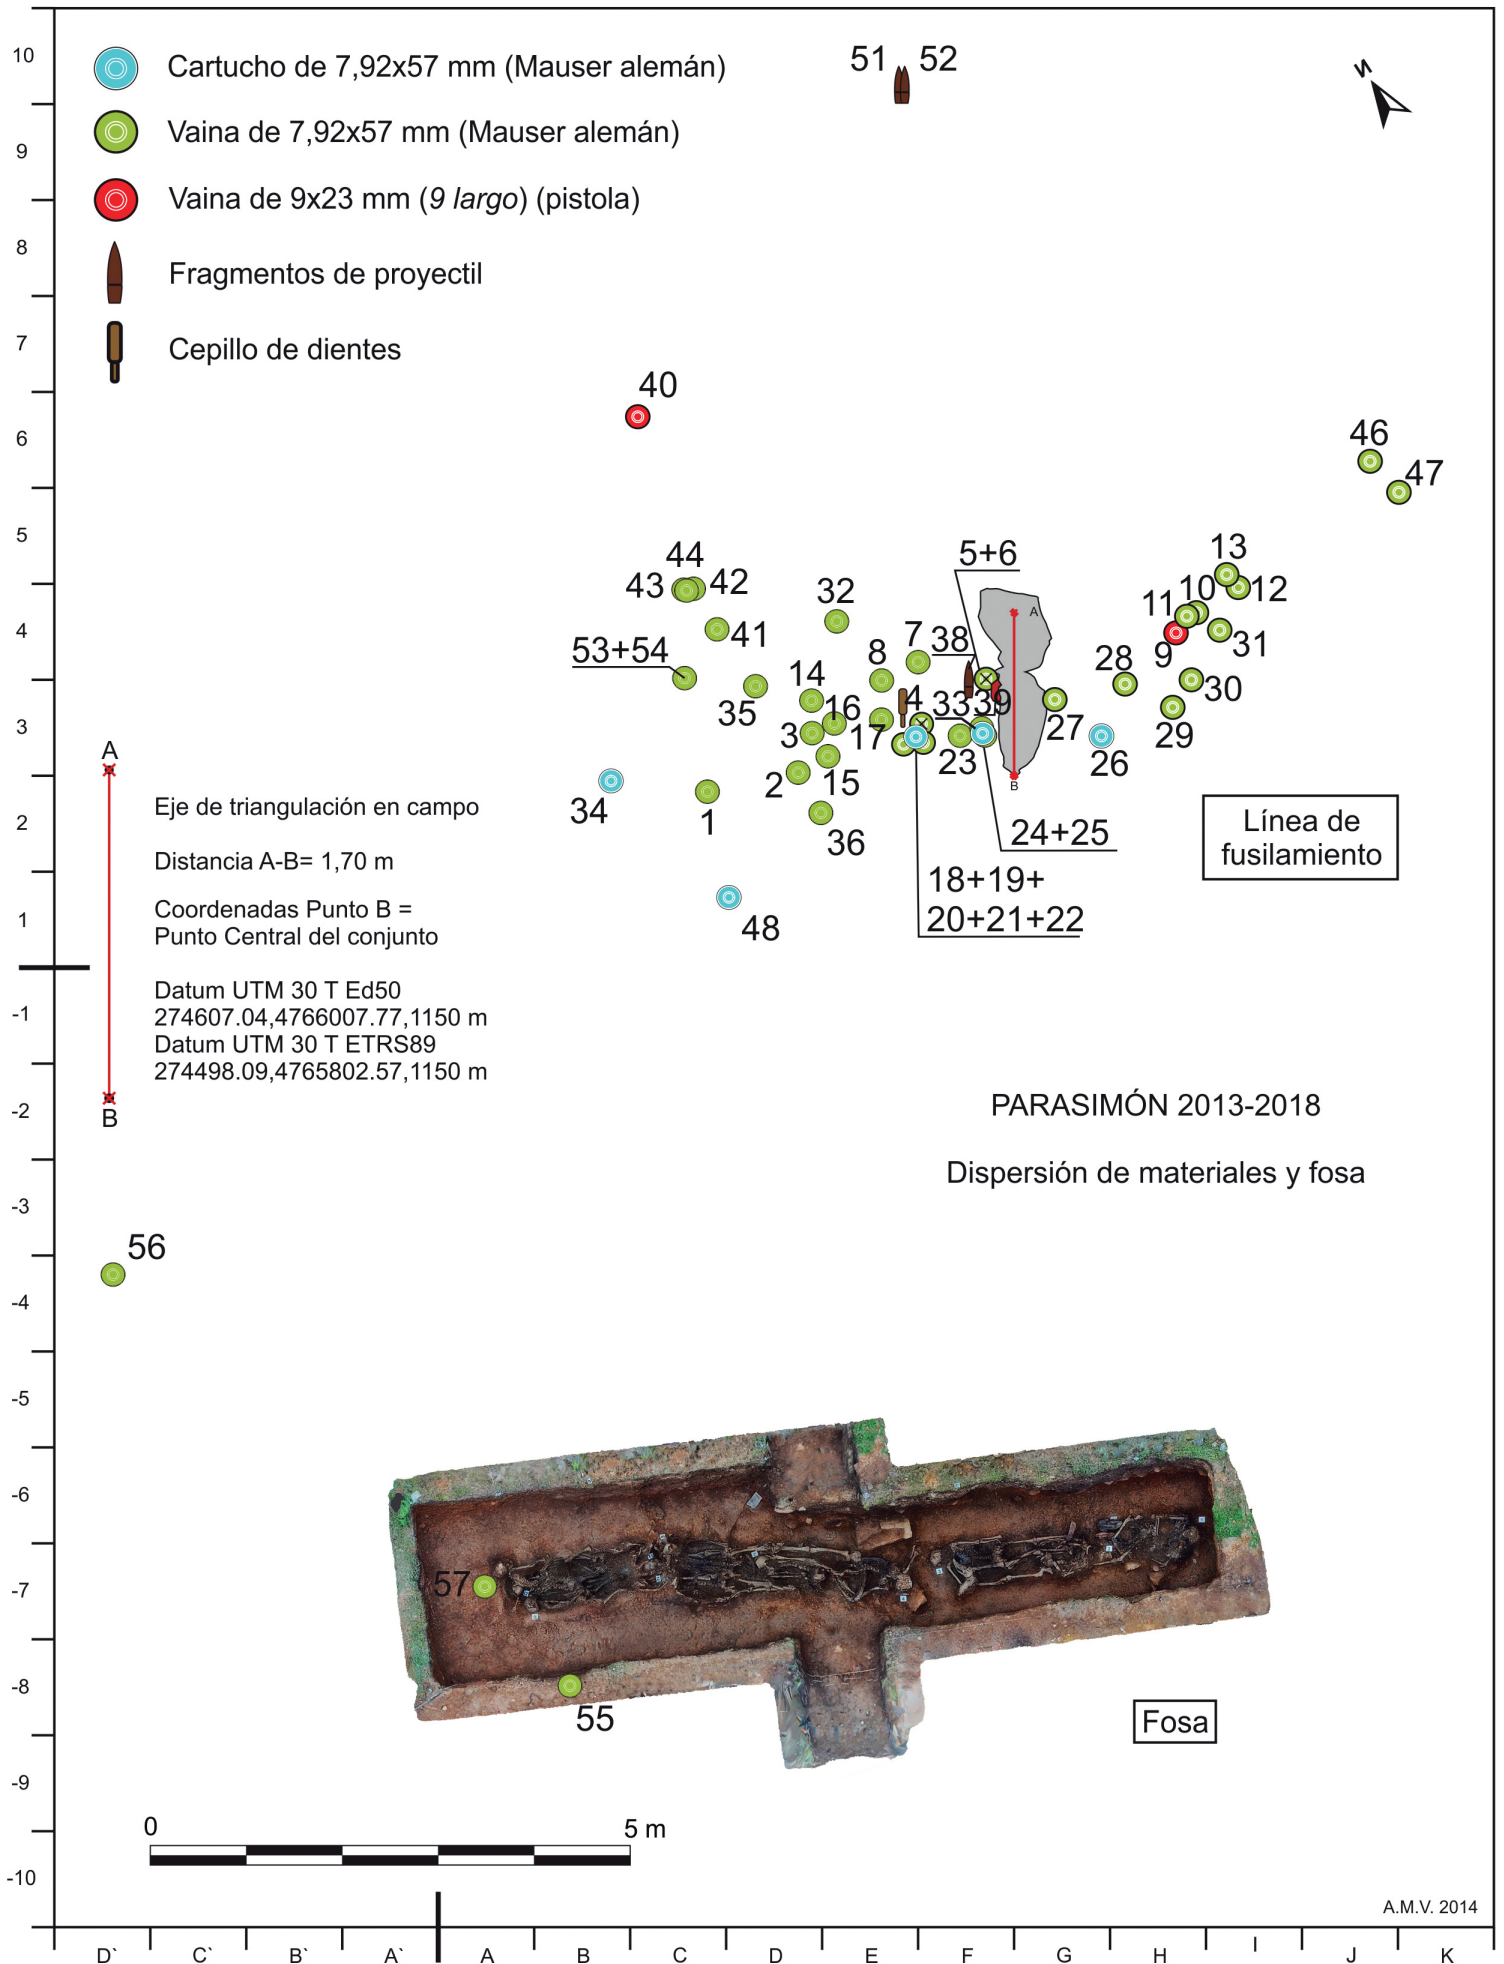 10
9
8
7
6
5
4
3
2
1
-1
-2
-3
-4
-5
-6
-7
-8
-9
-10
Cartucho de 7,92x57 mm (Mauser alemán)
Vaina de 7,92x57 mm (Mauser alemán)
Vaina de 9x23 mm (9 largo) (pistola)
Fragmentos de proyectil
Cepillo de dientes
51 52
N
40
46
47
5+6
13
44
43 42
32
10
11
12
A
41
7
38
31
53+54
8
9
28
14
4
30
35
16
33
39
3
17
27
29
23
26
A
2
15
B
34
1
36
24+25
Línea de
fusilamiento
Eje de triangulación en campo
Distancia A-B= 1,70 m
18+19+
20+21+22
48
Coordenadas Punto B =
Punto Central del conjunto
Datum UTM 30 T Ed50
274607.04,4766007.77,1150 m
Datum UTM 30 T ETRS89
274498.09,4765802.57,1150 m
B
PARASIMÓN 2013-2018
Dispersión de materiales y fosa
56
57
55
Fosa
0 5 m
A.M.V. 2014
D` C` B` A` A B C D E F G H I J K